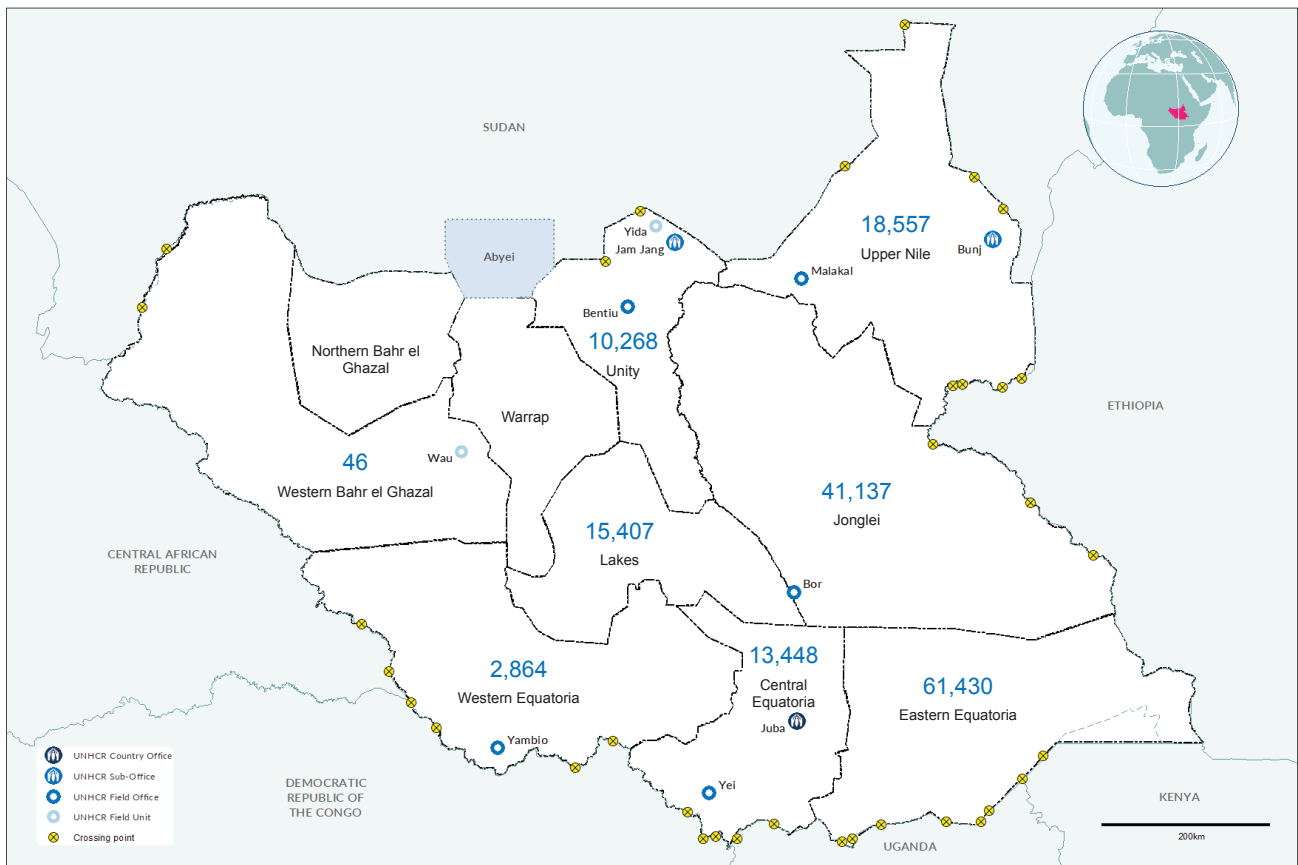 SUDAN
Yida
Jam Jang
18,557
Upper Nile
Bunj
Abyei
Malakal
Bentiu
10,268
Unity
Northern Bahr el
Ghazal
ETHIOPIA
Warrap
46
Wau
Western Bahr el Ghazal
41,137
Jonglei
15,407
Lakes
CENTRAL AFRICAN
REPUBLIC
Bor
13,448
Central
Equatoria
Juba
2,864
Western Equatoria
61,430
Eastern Equatoria
Yambio
Yei
DEMOCRATIC
REPUBLIC OF
THE CONGO
KENYA
UGANDA
UNHCR Country Office
UNHCR Sub-Office
UNHCR Field Office
UNHCR Field Unit
Crossing point
200km